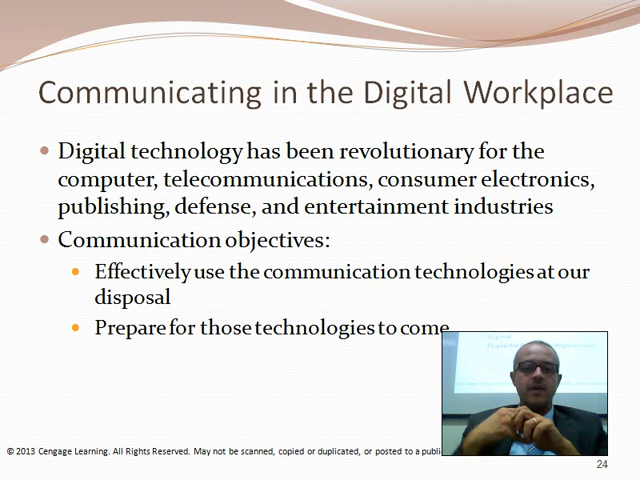 Communicating in the Digital Workplace
Digital technology has been revolutionary for the
computer, telecommunications, consumer electronics,
publishing, defense, and entertainment industries
Communication objectives:
Effectively use the communication technologies at our
disposal
Prepare for those technologies to come
© 2013 Cengage Learning. All Rights Reserved. May not be scanned, copied or duplicated, or posted to a publi
24